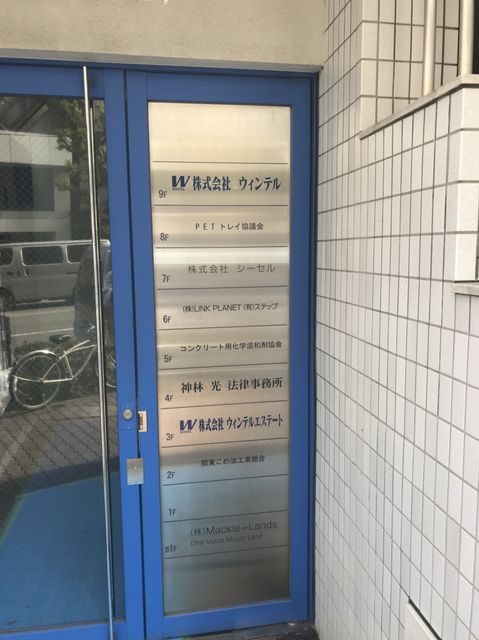 9F W 株式会社 ウィンテル
8F PETトレイ協議会
7F 株式会社 シーセル
6F (株)LINK PLANET (有)ステップ
5F コンクリート用化学混和剤協会
4F 神林 光 法律事務所
3F W 株式会社 ウィンテルエステート
2F 関東こめ油工業組合
1F
B1F (株)Mackie-i-Lands
One Voice Music Land